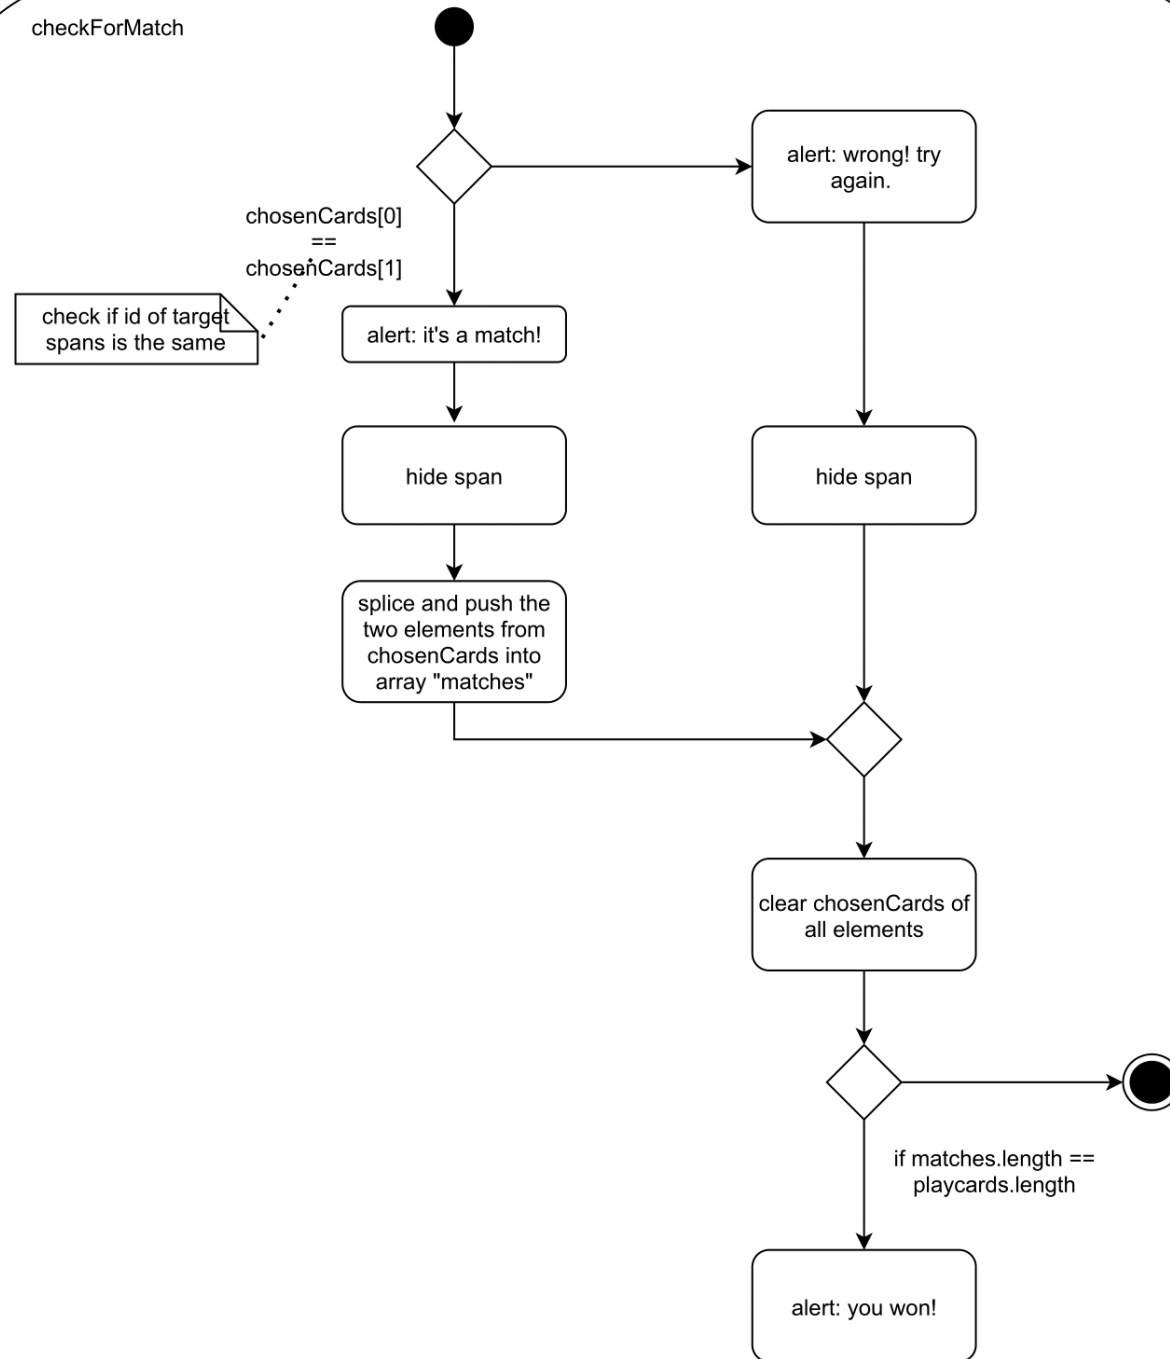 checkForMatch
alert: wrong! try
again.
chosenCards[0]
==
chosenCards[1]
check if id of target
spans is the same
alert: it's a match!
hide span
hide span
splice and push the
two elements from
chosenCards into
array "matches"
clear chosenCards of
all elements
if matches.length ==
playcards.length
alert: you won!